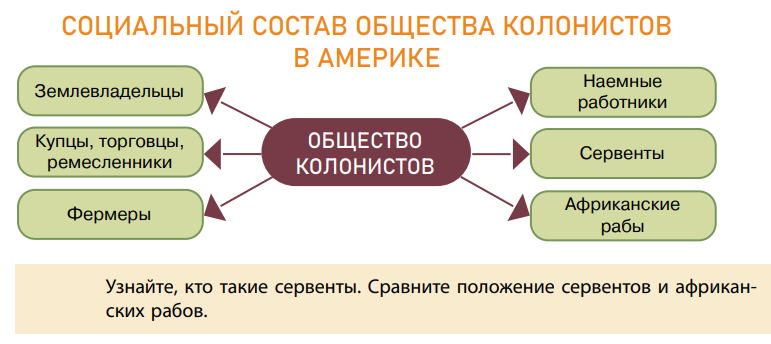 СОЦИАЛЬНЫЙ СОСТАВ ОБЩЕСТВА КОЛОНИСТОВ
В АМЕРИКЕ
Землевладельцы
Купцы, торговцы,
ремесленники
Фермеры
ОБЩЕСТВО
КОЛОНИСТОВ
Наемные
работники
Сервенты
Африканские
рабы
Узнайте, кто такие сервенты. Сравните положение сервентов и африкан-
ских рабов.